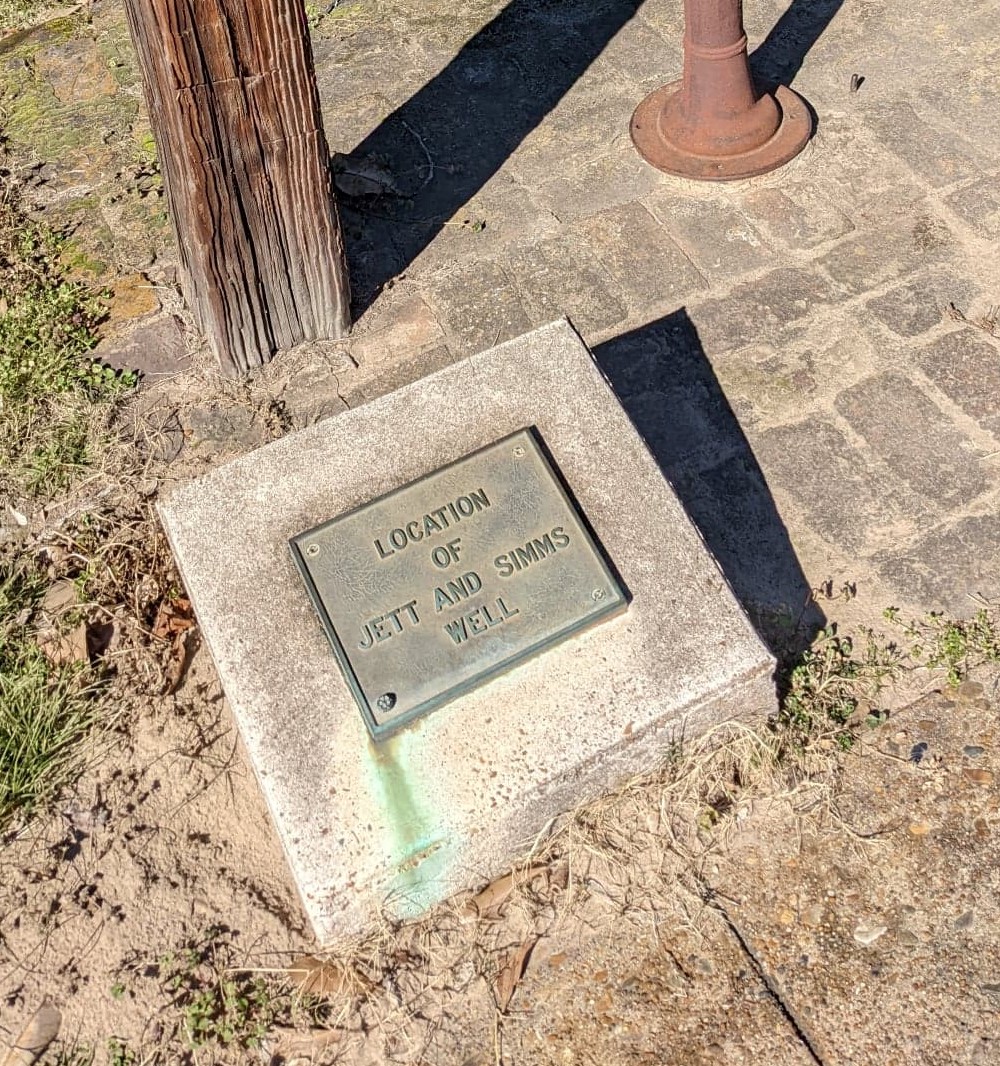 LOCATION
OF
JETT AND SIMMS
WELL